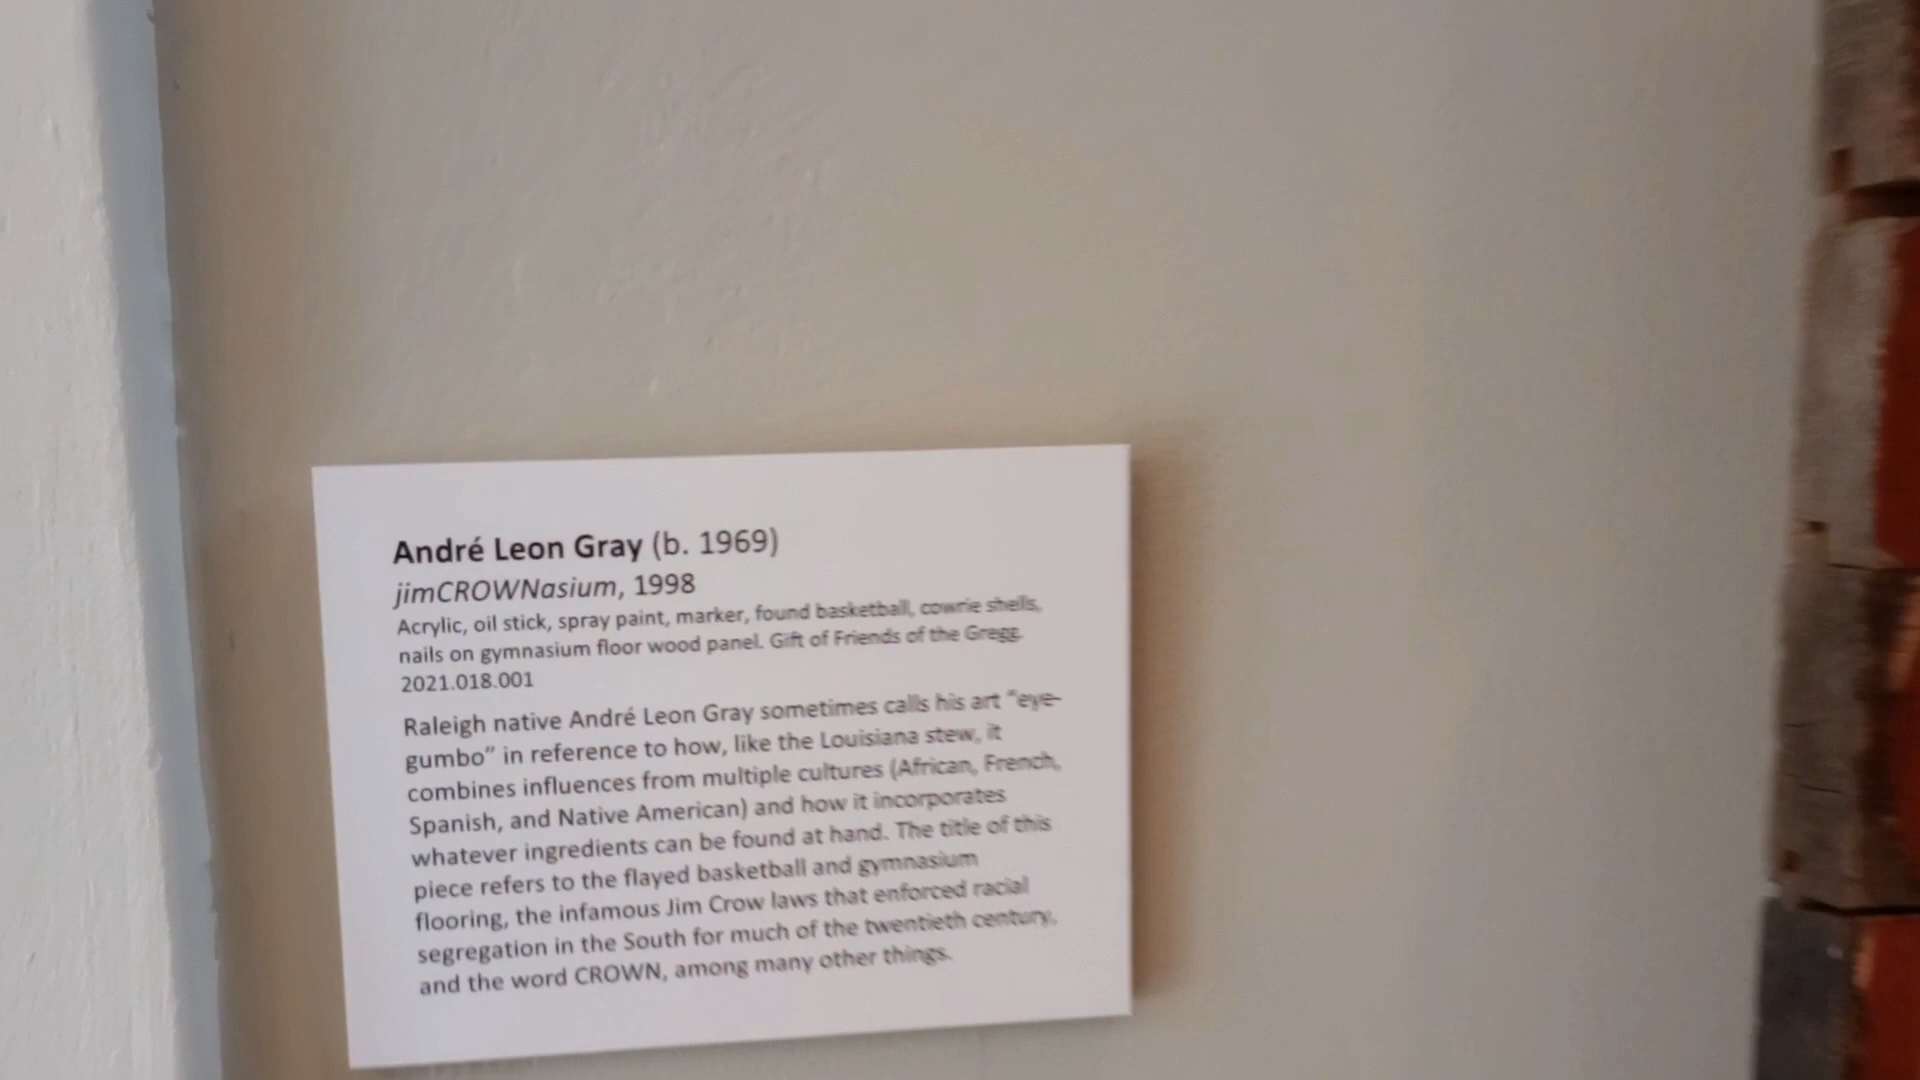 André Leon Gray (b. 1969)
jimCROWNasium, 1998
Acrylic, oil stick, spray paint, marker, found basketball, cowrie shells,
nails on gymnasium floor wood panel. Gift of Friends of the Gregg.
2021.018.001
Raleigh native André Leon Gray sometimes calls his art “eye-
gumbo” in reference to how, like the Louisiana stew, it
combines influences from multiple cultures (African, French,
Spanish, and Native American) and how it incorporates
whatever ingredients can be found at hand. The title of this
piece refers to the flayed basketball and gymnasium
flooring, the infamous Jim Crow laws that enforced racial
segregation in the South for much of the twentieth century,
and the word CROWN, among many other things.